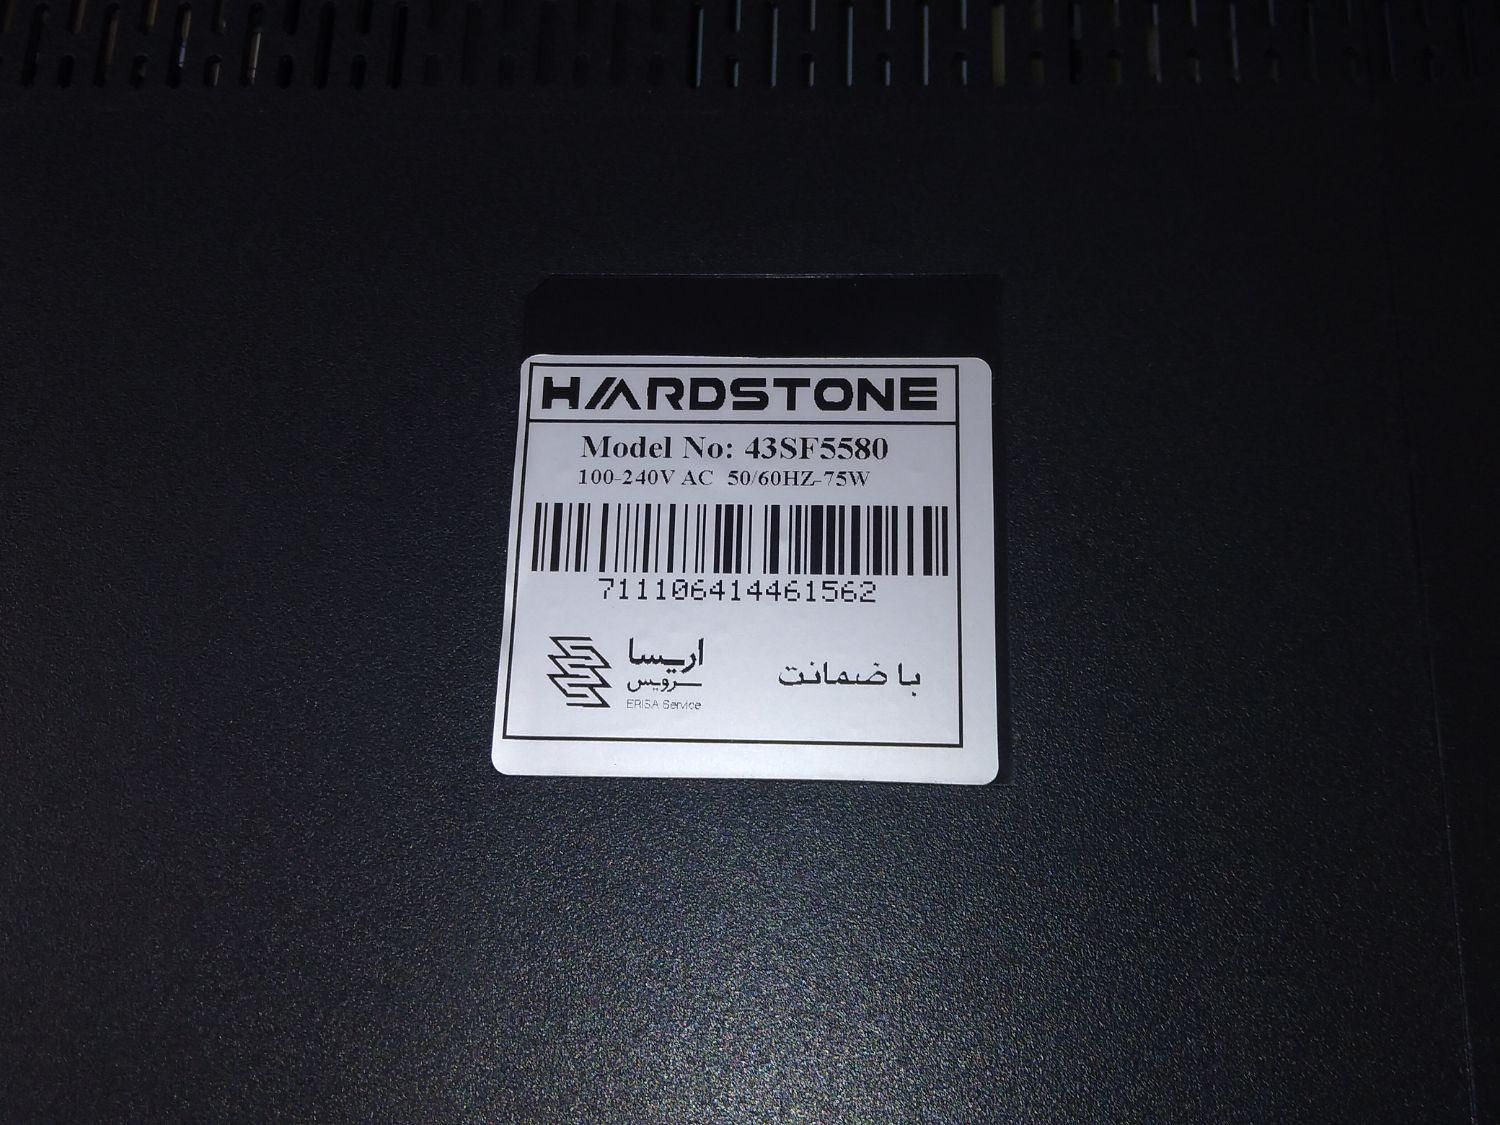 HARDSTONE
Model No: 43SF5580
100-240V AC 50/60HZ-75W
711106414461562
اریسا
سرویس
ERISA Service
با ضمانت